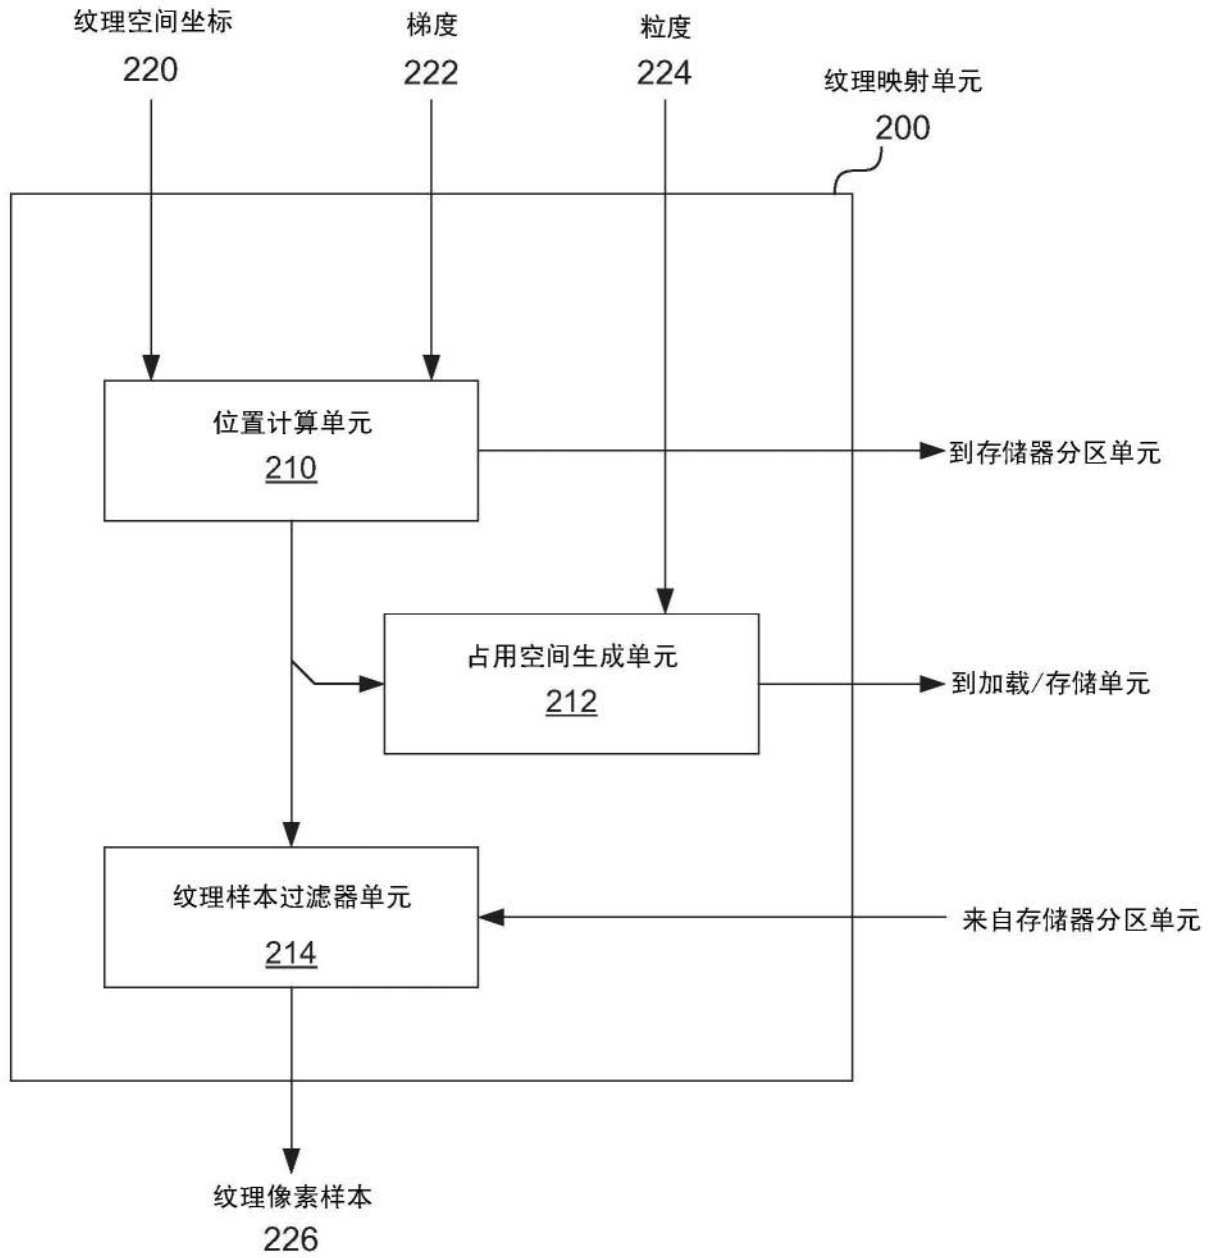 纹理空间坐标
220
梯度
222
粒度
224
纹理映射单元
200
位置计算单元
210
到存储器分区单元
占用空间生成单元
212
到加载/存储单元
纹理样本过滤器单元
214
来自存储器分区单元
纹理像素样本
226